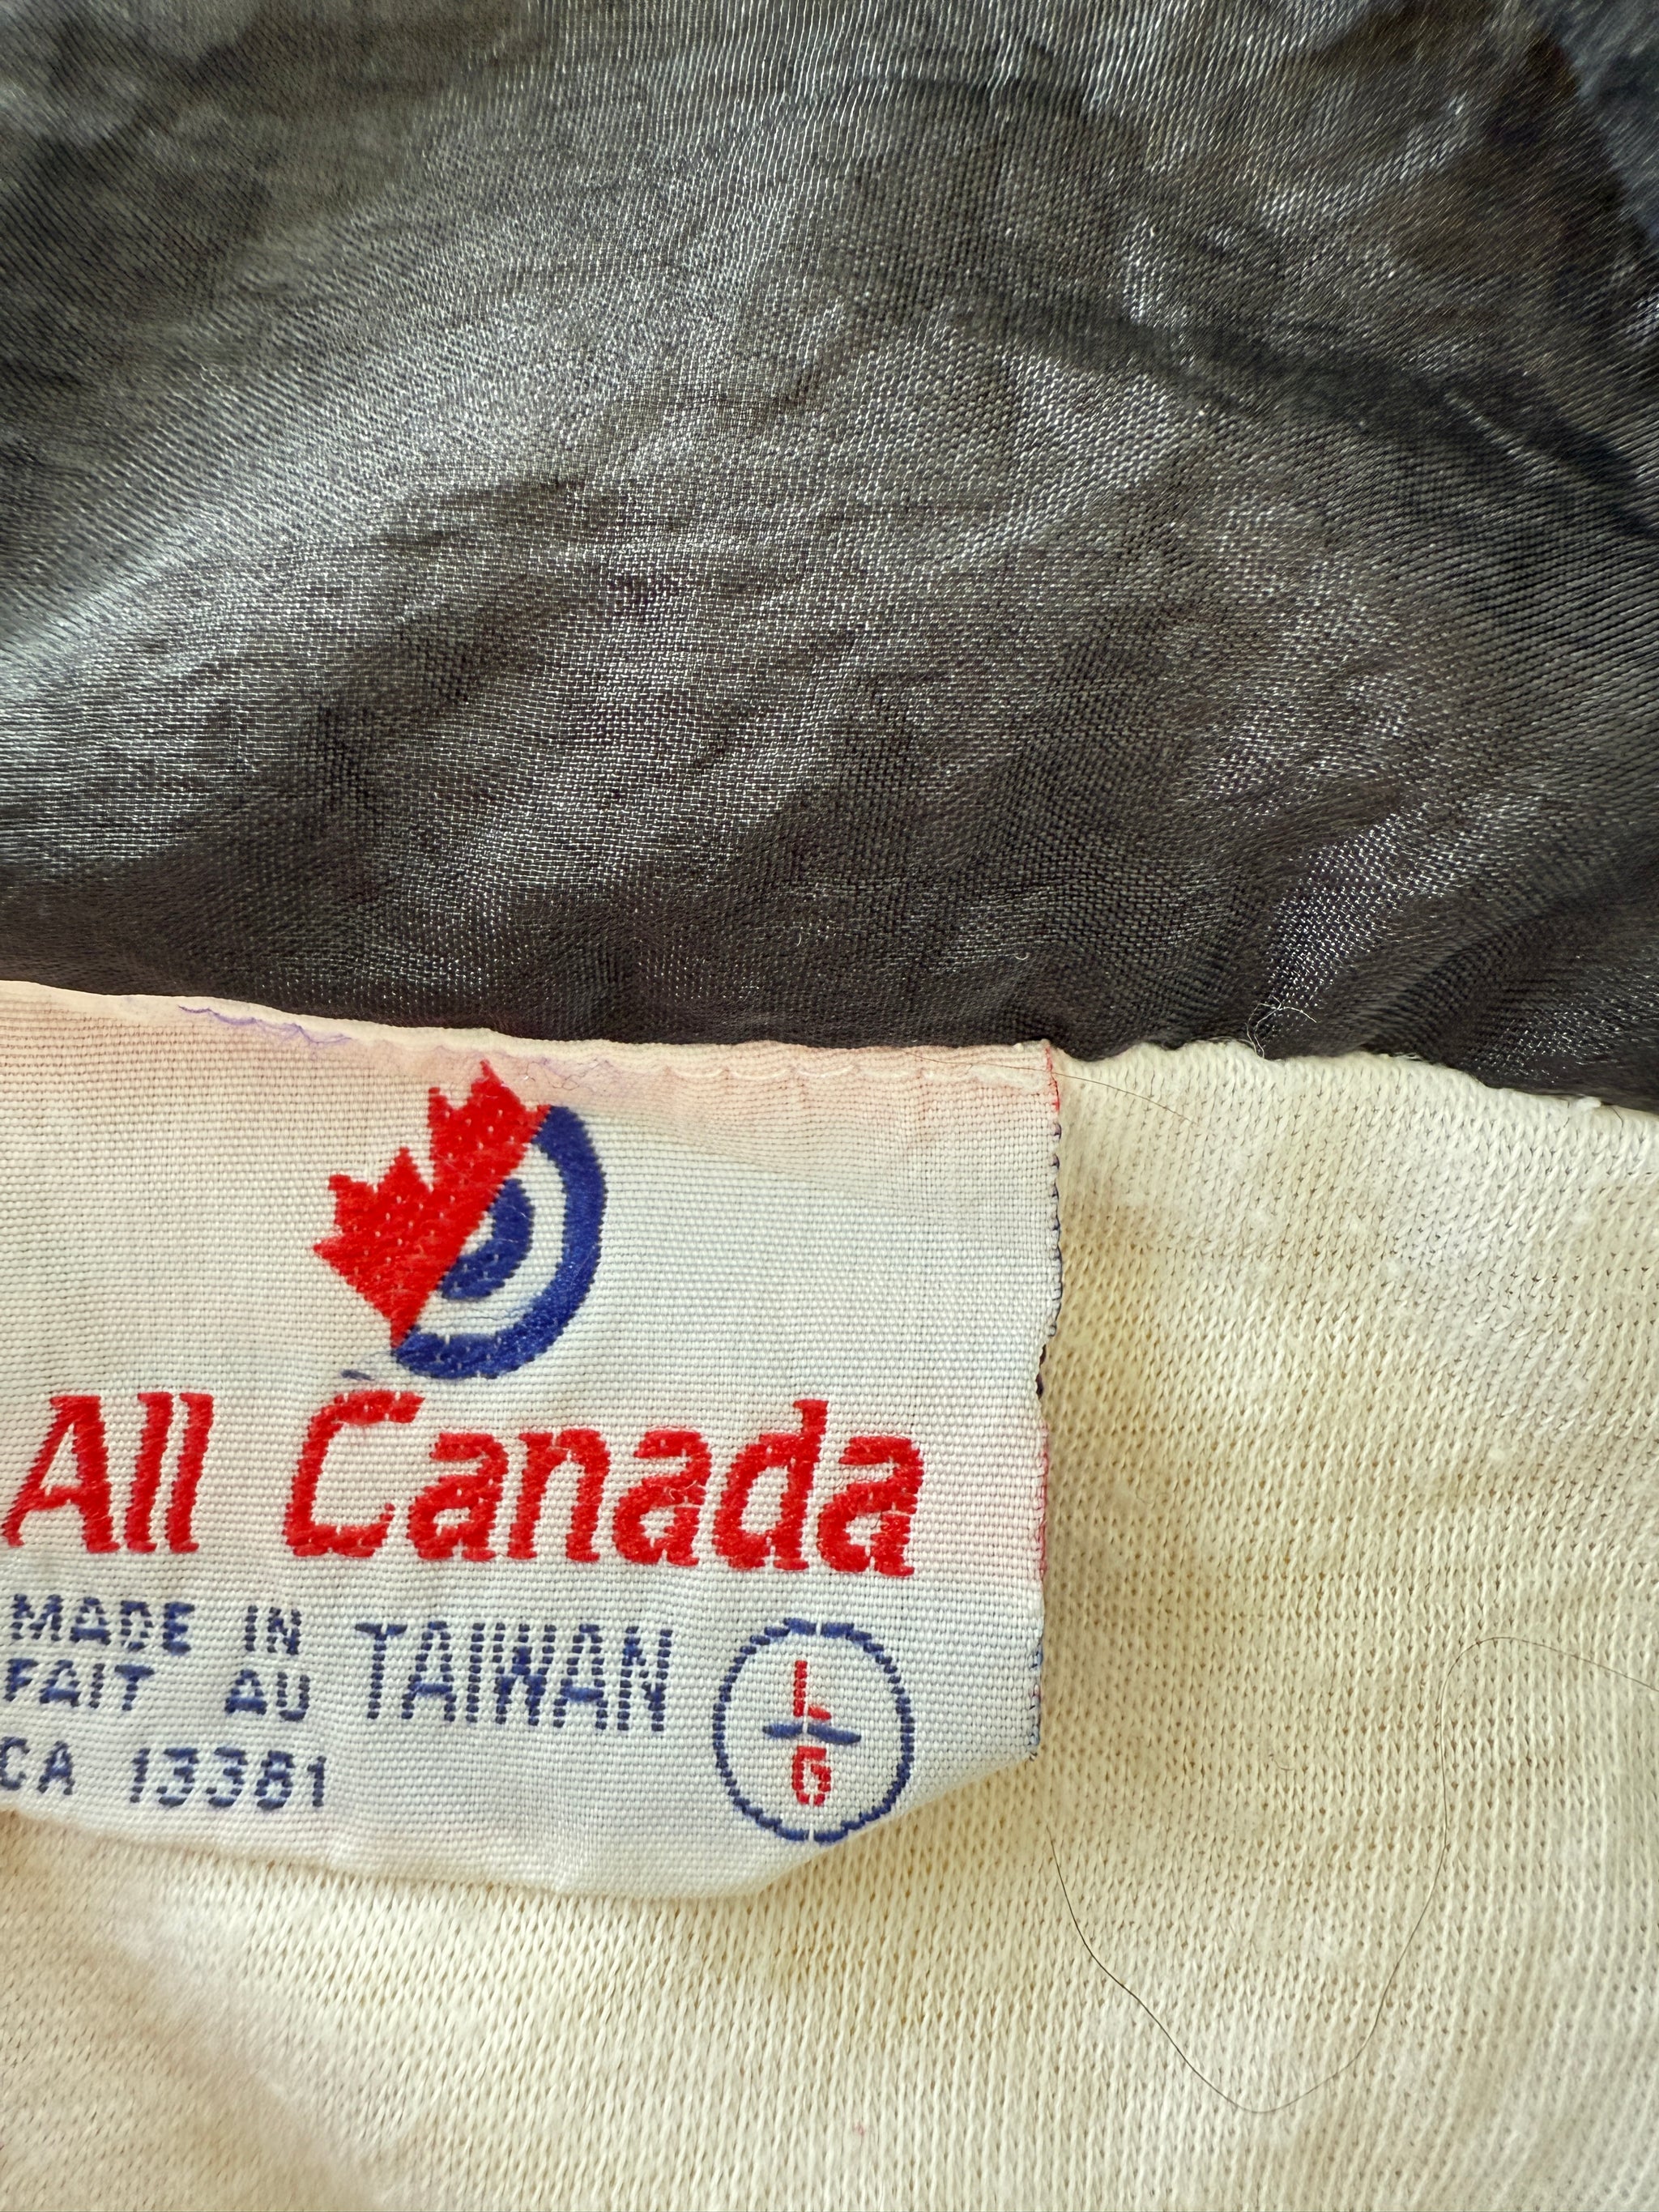 All Canada
MADE IN
FAIT AU
TAIWAN
CA 13381
L
G